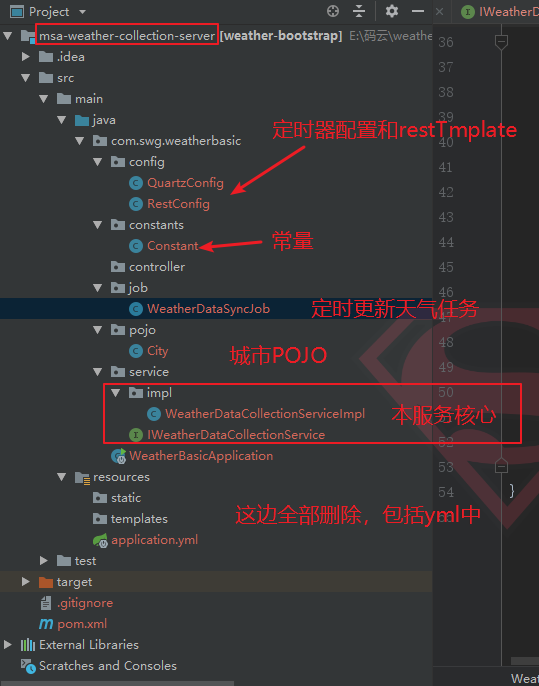 Project
IWeatherD
msa-weather-collection-server [weather-bootstrap] E:\码云\weathe
.idea
src
main
java
com.swg.weatherbasic
定时器配置和restTmplate
config
QuartzConfig
RestConfig
constants
Constant
常量
controller
job
WeatherDataSyncJob
定时更新天气任务
pojo
City
城市POJO
service
impl
WeatherDataCollectionServiceImpl
本服务核心
IWeatherDataCollectionService
WeatherBasicApplication
resources
static
templates
这边全部删除，包括yml中
application.yml
test
target
.gitignore
pom.xml
External Libraries
Scratches and Consoles
36
37
38
39
40
41
42
43
44
45
46
47
48
49
50
52
53
54
}
Weat